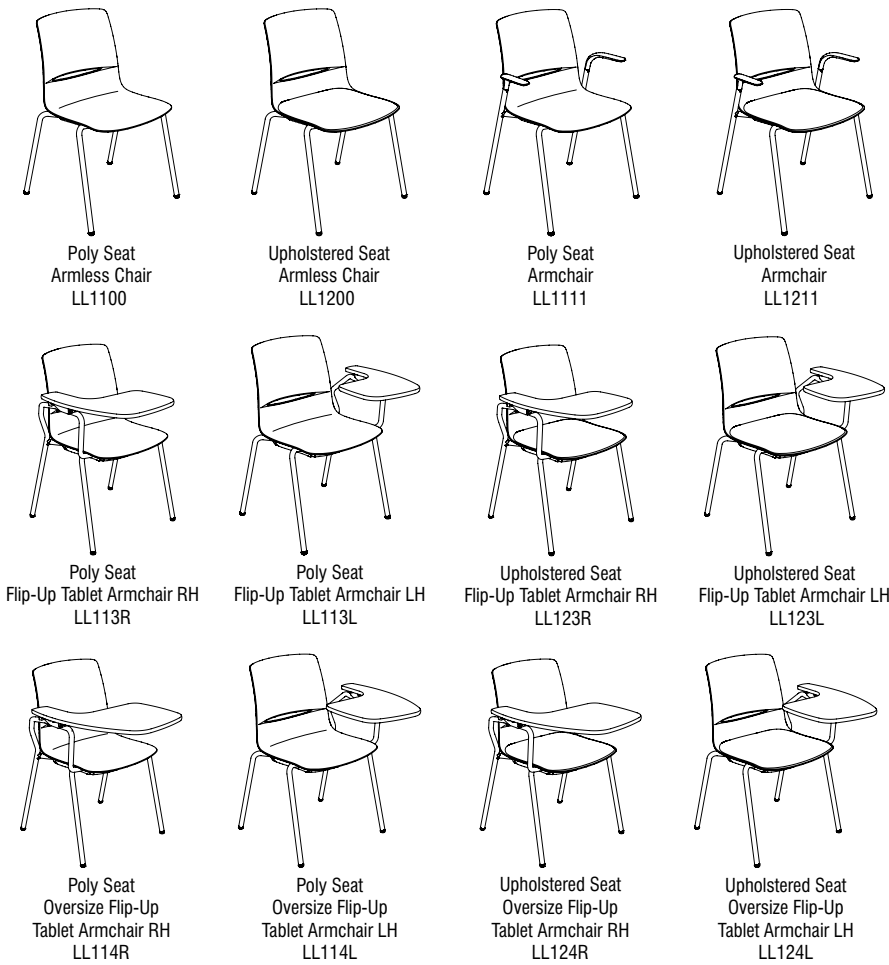 Poly Seat
Armless Chair
LL1100
Upholstered Seat
Armless Chair
LL1200
Poly Seat
Armchair
LL1111
Upholstered Seat
Armchair
LL1211
Poly Seat
Flip-Up Tablet Armchair RH
LL113R
Poly Seat
Flip-Up Tablet Armchair LH
LL113L
Upholstered Seat
Flip-Up Tablet Armchair RH
LL123R
Upholstered Seat
Flip-Up Tablet Armchair LH
LL123L
Poly Seat
Oversize Flip-Up
Tablet Armchair RH
LL114R
Poly Seat
Oversize Flip-Up
Tablet Armchair LH
LL114L
Upholstered Seat
Oversize Flip-Up
Tablet Armchair RH
LL124R
Upholstered Seat
Oversize Flip-Up
Tablet Armchair LH
LL124L